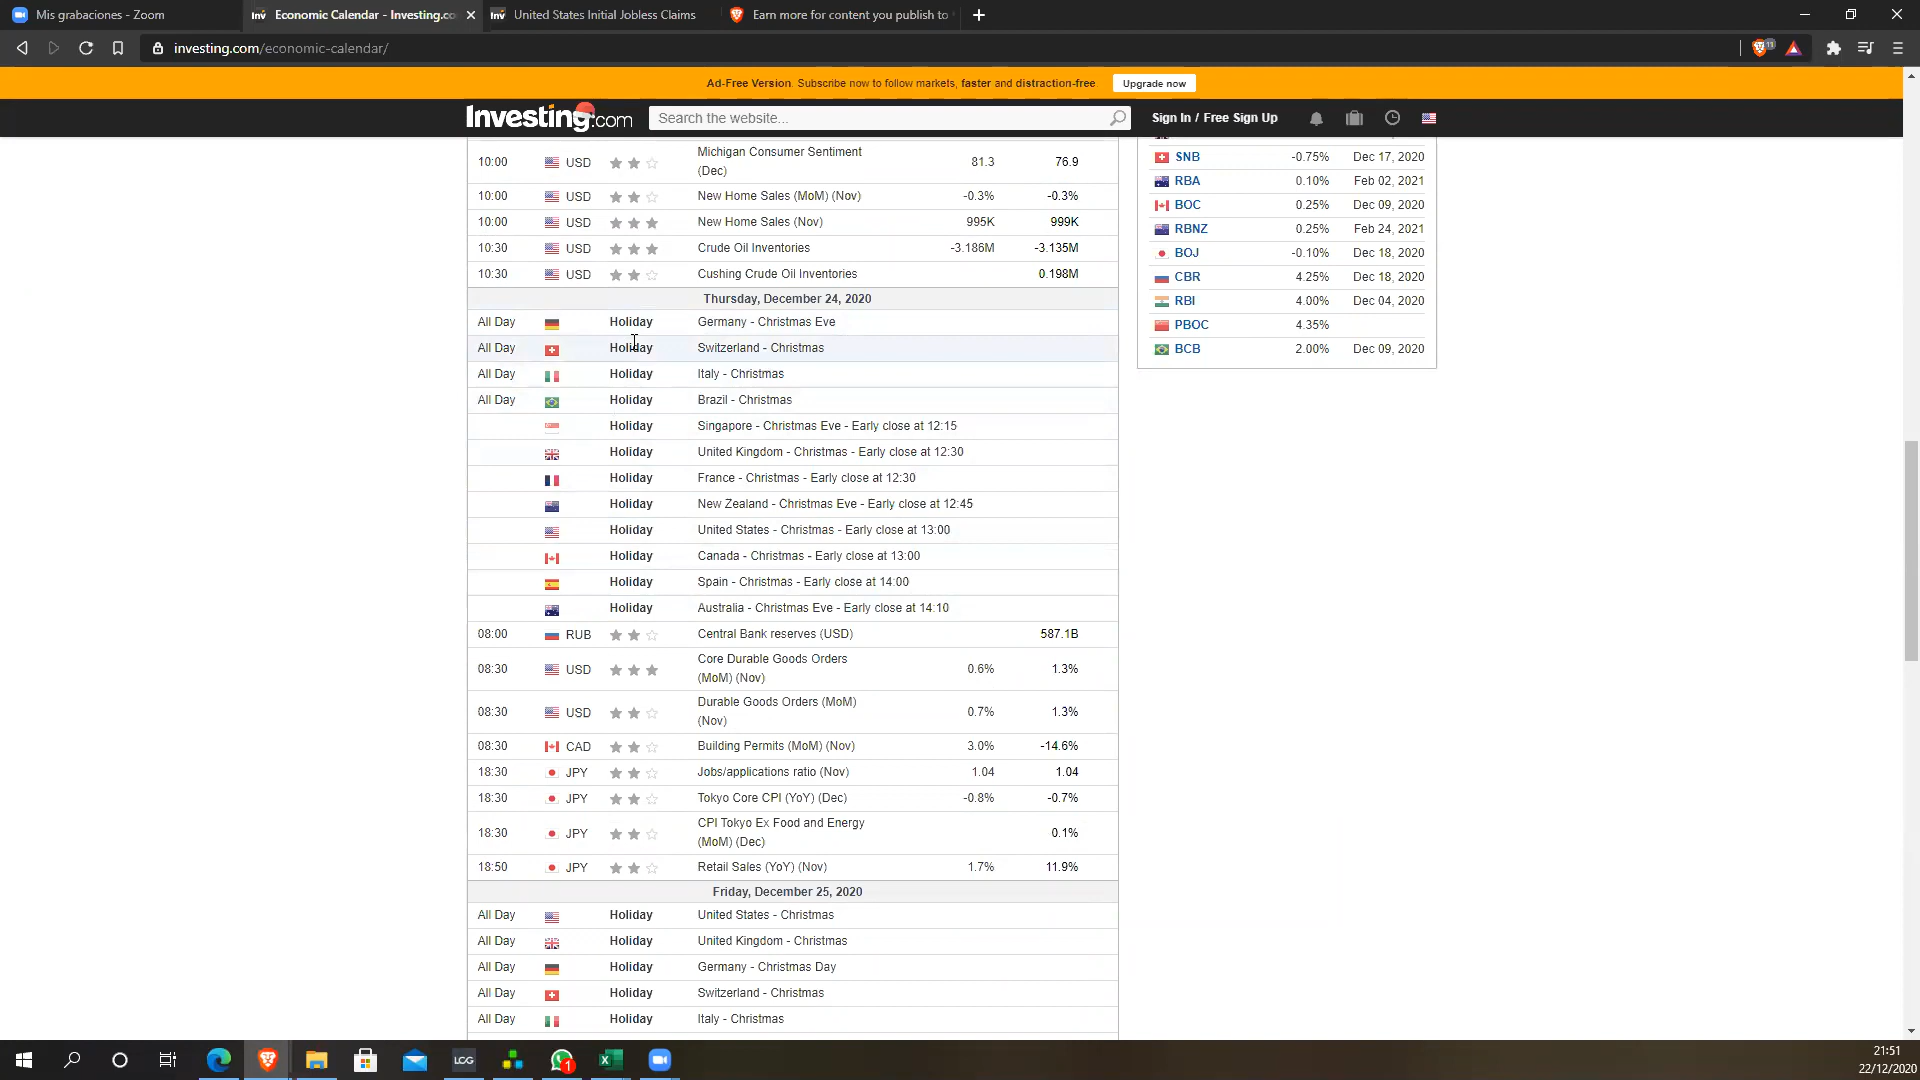 Mis grabaciones - Zoom
Economic Calendar - Investing.co
United States Initial Jobless Claims
Earn more for content you publish to
investing.com/economic-calendar/
11
Ad-Free Version. Subscribe now to follow markets, faster and distraction-free
Upgrade now
Investing.com
Search the website...
Sign In / Free Sign Up
10:00 USD Michigan Consumer Sentiment (Dec) 81.3 76.9
10:00 USD New Home Sales (MoM) (Nov) -0.3% -0.3%
10:00 USD New Home Sales (Nov) 995K 999K
10:30 USD Crude Oil Inventories -3.186M -3.135M
10:30 USD Cushing Crude Oil Inventories 0.198M
Thursday, December 24, 2020
All Day Holiday Germany - Christmas Eve
All Day Holiday Switzerland - Christmas
All Day Holiday Italy - Christmas
All Day Holiday Brazil - Christmas
Holiday Singapore - Christmas Eve - Early close at 12:15
Holiday United Kingdom - Christmas - Early close at 12:30
Holiday France - Christmas - Early close at 12:30
Holiday New Zealand - Christmas Eve - Early close at 12:45
Holiday United States - Christmas - Early close at 13:00
Holiday Canada - Christmas - Early close at 13:00
Holiday Spain - Christmas - Early close at 14:00
Holiday Australia - Christmas Eve - Early close at 14:10
08:00 RUB Central Bank reserves (USD) 587.1B
08:30 USD Core Durable Goods Orders (MoM) (Nov) 0.6% 1.3%
08:30 USD Durable Goods Orders (MoM) (Nov) 0.7% 1.3%
08:30 CAD Building Permits (MoM) (Nov) 3.0% -14.6%
18:30 JPY Jobs/applications ratio (Nov) 1.04 1.04
18:30 JPY Tokyo Core CPI (YoY) (Dec) -0.8% -0.7%
18:30 JPY CPI Tokyo Ex Food and Energy (MoM) (Dec) 0.1%
18:50 JPY Retail Sales (YoY) (Nov) 1.7% 11.9%
Friday, December 25, 2020
All Day Holiday United States - Christmas
All Day Holiday United Kingdom - Christmas
All Day Holiday Germany - Christmas Day
All Day Holiday Switzerland - Christmas
All Day Holiday Italy - Christmas
SNB -0.75% Dec 17, 2020
RBA 0.10% Feb 02, 2021
BOC 0.25% Dec 09, 2020
RBNZ 0.25% Feb 24, 2021
BOJ -0.10% Dec 18, 2020
CBR 4.25% Dec 18, 2020
RBI 4.00% Dec 04, 2020
PBOC 4.35%
BCB 2.00% Dec 09, 2020
LCG
1
21:51
22/12/2020